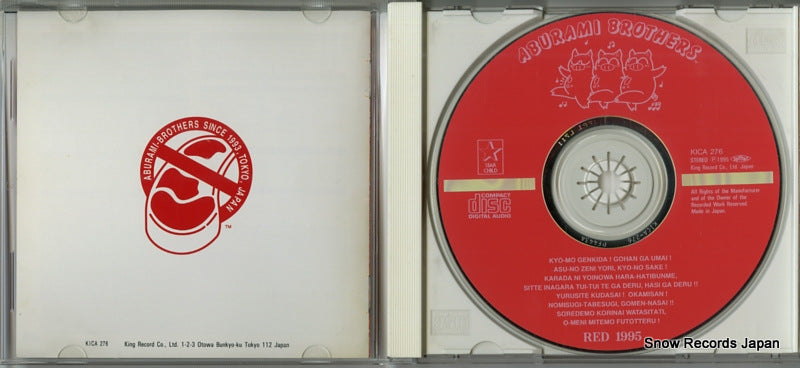 ABURAMI-BROTHERS SINCE 1993 TOKYO, JAPAN
TM
KICA 276
King Record Co., Ltd. 1-2-3 Otowa Bunkyo-ku Tokyo 112 Japan
ABURAMI BROTHERS.
STAR
CHILD
KICA 276
STEREO ·P·1995
King Record Co., Ltd. Japan
COMPACT
disc
DIGITAL AUDIO
All Rights of the Manufacturer
and of the Owner of the
Recorded Work Reserved
Made in Japan.
KICA-276
KYO-MO GENKIDA ! GOHAN GA UMAI !
ASU-NO ZENI YORI, KYO-NO SAKE !
KARADA NI YOINOWA HARA-HATIBUNME,
SITTE INAGARA TUI-TUI TE GA DERU, HASI GA DERU !!
YURUSITE KUDASAI ! OKAMISAN !
NOMISUGI-TABESUGI, GOMEN-NASAI !!
SOREDEMO KORINAI WATASITATI,
O-MENI MITEMO FUTOTTERU !
RED 1995
Snow Records Japan